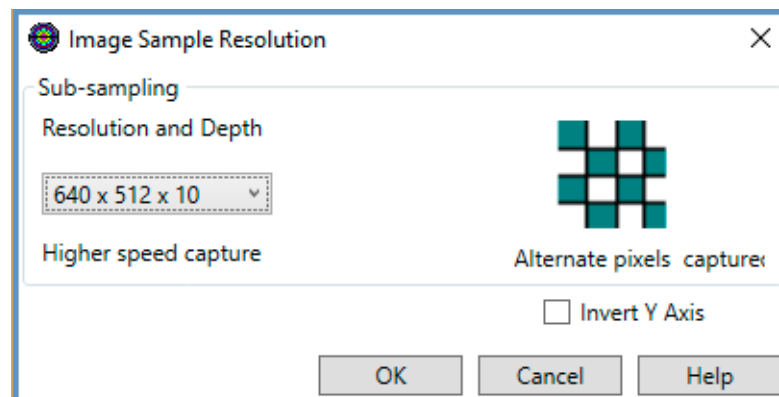 Image Sample Resolution
Sub-sampling
Resolution and Depth
640 x 512 x 10
Higher speed capture
Alternate pixels capture
Invert Y Axis
OK Cancel Help